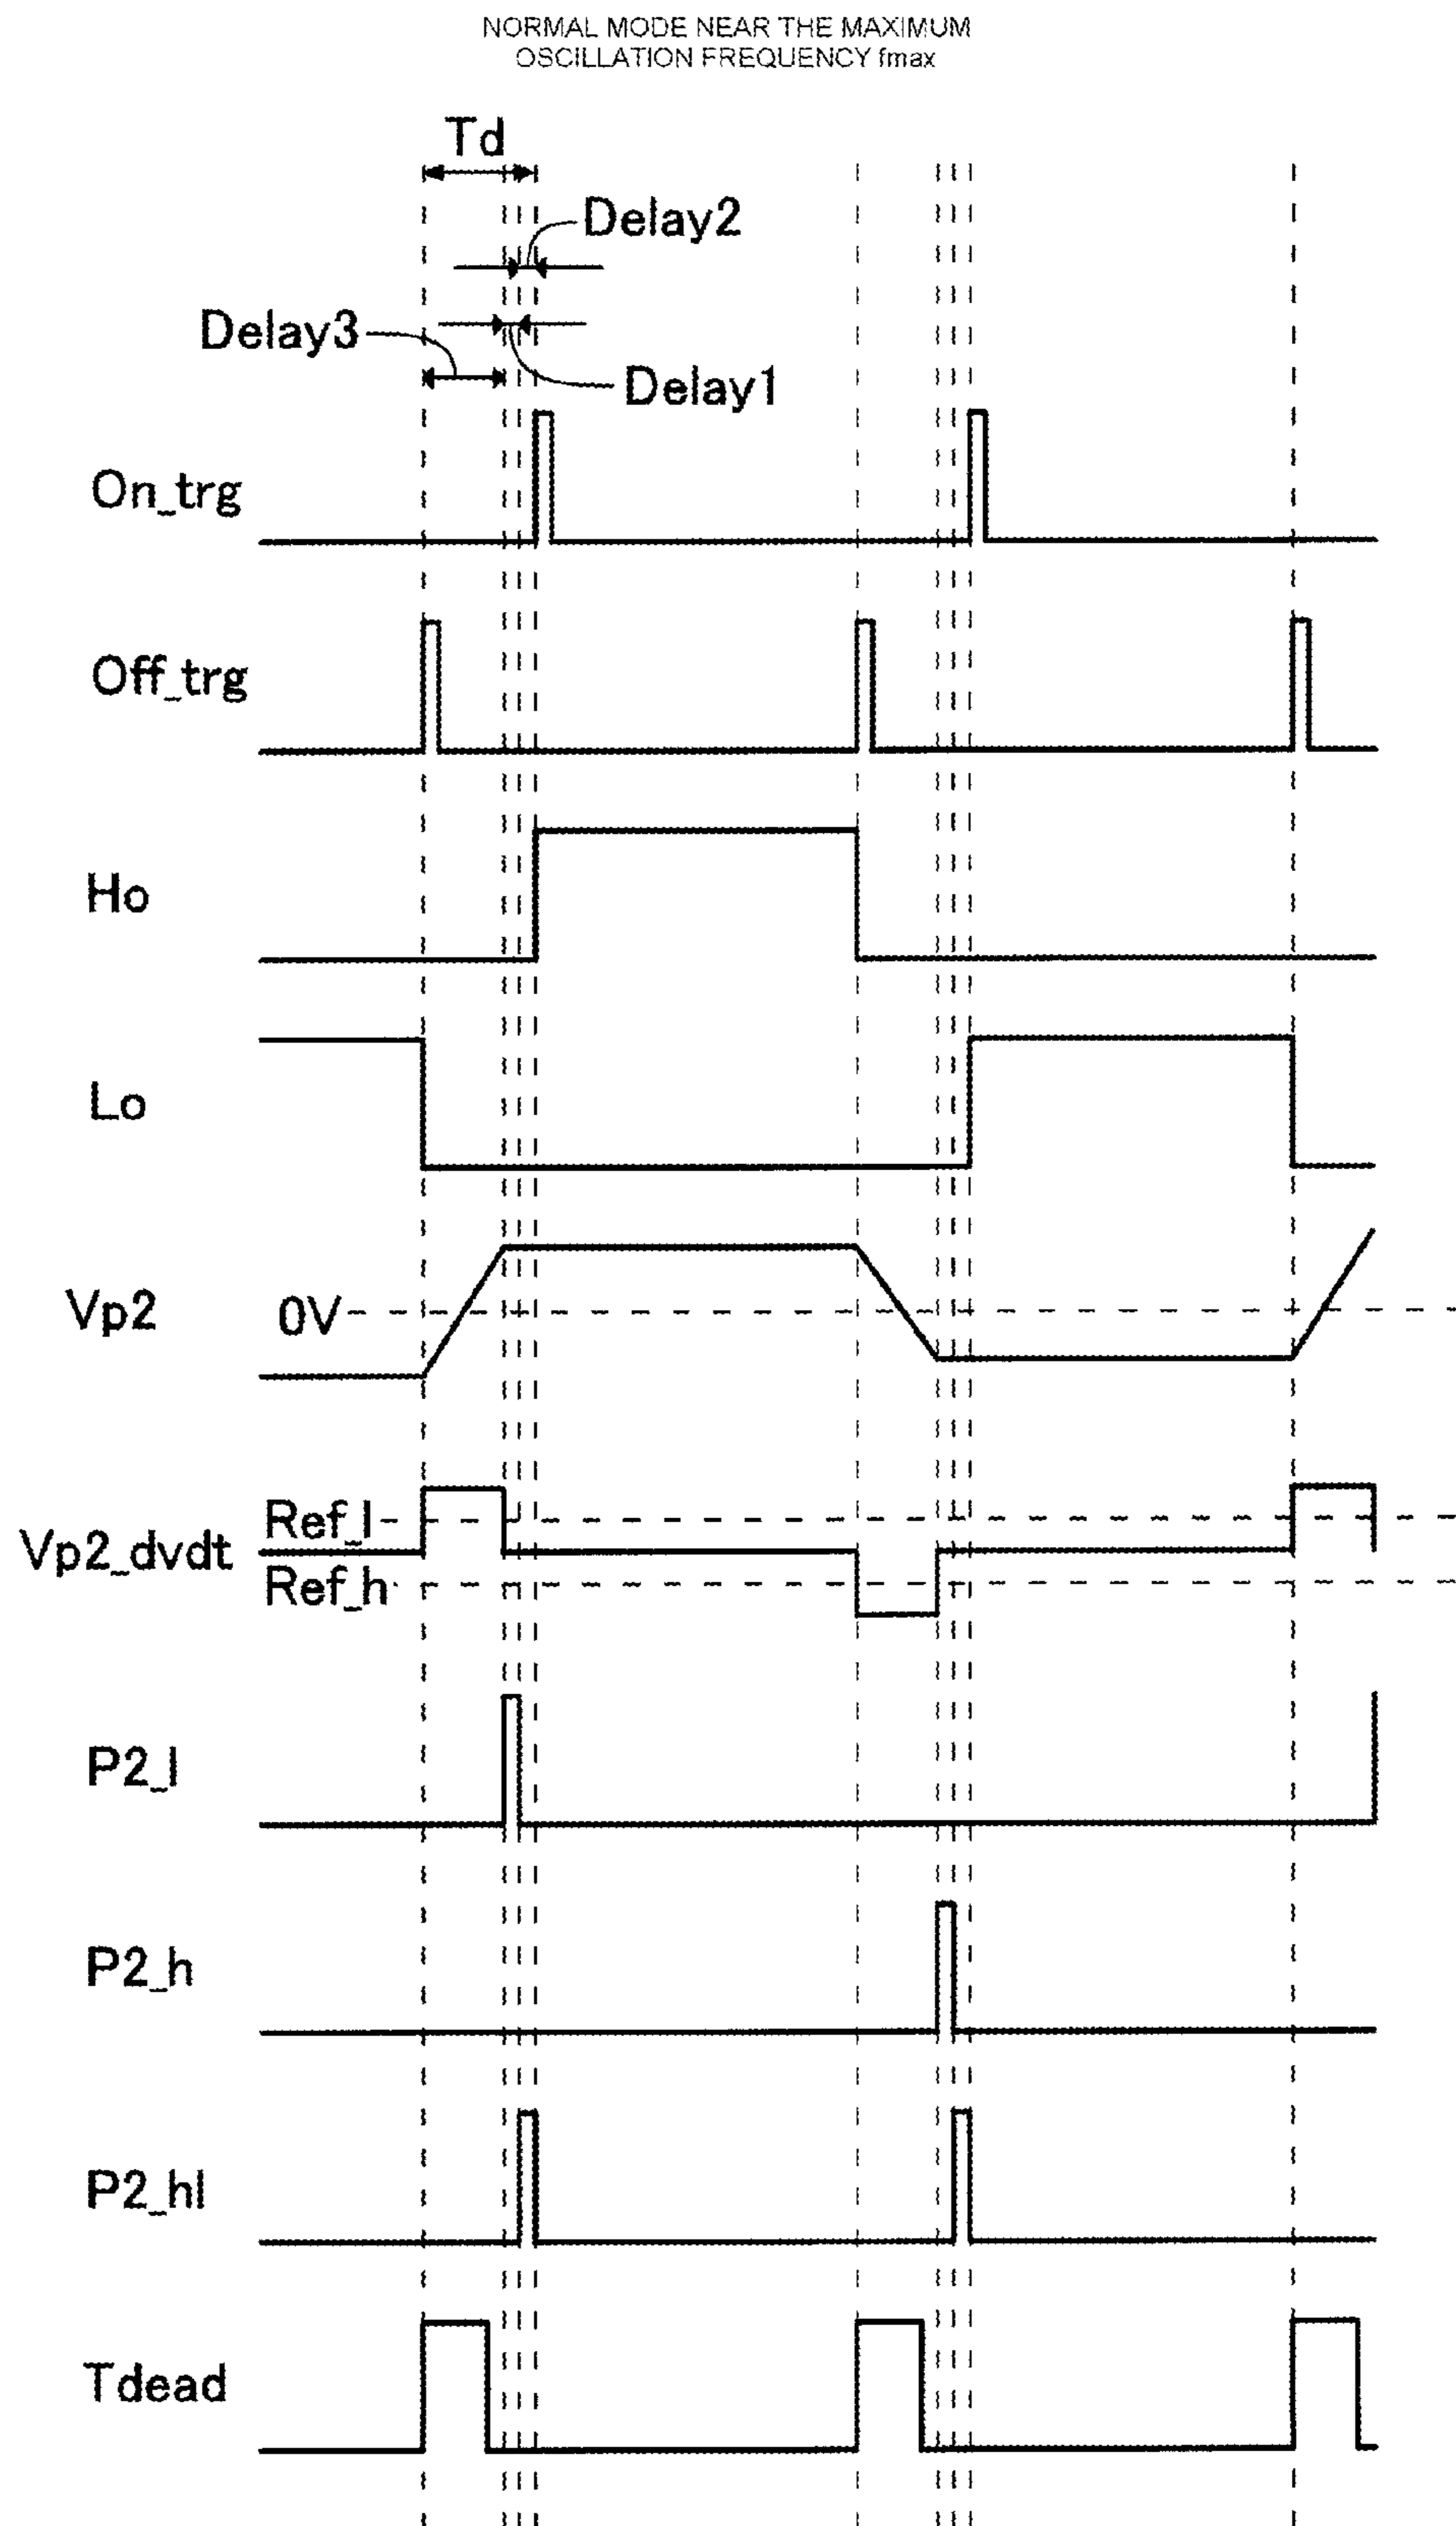 NORMAL MODE NEAR THE MAXIMUM
OSCILLATION FREQUENCY fmax
Td
Delay2
Delay3
Delay1
On_trg
Off_trg
Ho
Lo
Vp2
0V
Ref_l
Vp2_dvdt
Ref_h
P2_l
P2_h
P2_hl
Tdead